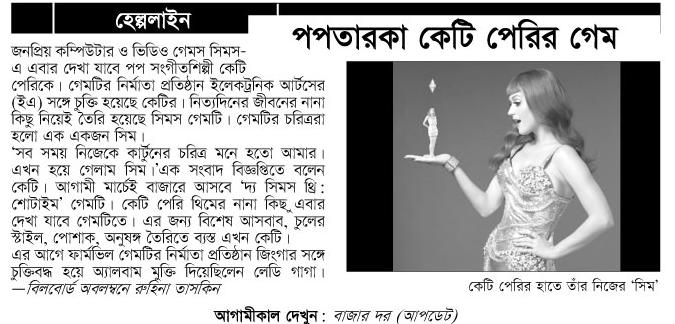 হেল্পলাইন
পপতারকা কেটি পেরির গেম
জনপ্রিয় কম্পিউটার ও ভিডিও গেমস সিমস-
এ এবার দেখা যাবে পপ সংগীতশিল্পী কেটি
পেরিকে। গেমটির নির্মাতা প্রতিষ্ঠান ইলেকট্রনিক আর্টসের
(ইএ) সঙ্গে চুক্তি হয়েছে কেটির। নিত্যদিনের জীবনের নানা
কিছু নিয়েই তৈরি হয়েছে সিমস গেমটি। গেমটির চরিত্ররা
হলো এক একজন সিম।
‘সব সময় নিজেকে কার্টুনের চরিত্র মনে হতো আমার।
এখন হয়ে গেলাম সিম।’এক সংবাদ বিজ্ঞপ্তিতে বলেন
কেটি। আগামী মার্চেই বাজারে আসবে ‘দ্য সিমস থ্রি:
শোটাইম’ গেমটি। কেটি পেরি থিমের নানা কিছু এবার
দেখা যাবে গেমটিতে। এর জন্য বিশেষ আসবাব, চুলের
স্টাইল, পোশাক, অনুষঙ্গ তৈরিতে ব্যস্ত এখন কেটি।
এর আগে ফার্মভিল গেমটির নির্মাতা প্রতিষ্ঠান জিংগার সঙ্গে
চুক্তিবদ্ধ হয়ে অ্যালবাম মুক্তি দিয়েছিলেন লেডি গাগা।
—বিলবোর্ড অবলম্বনে রুহিনা তাসকিন
কেটি পেরির হাতে তাঁর নিজের ‘সিম’
আগামীকাল দেখুন : বাজার দর (আপডেট)